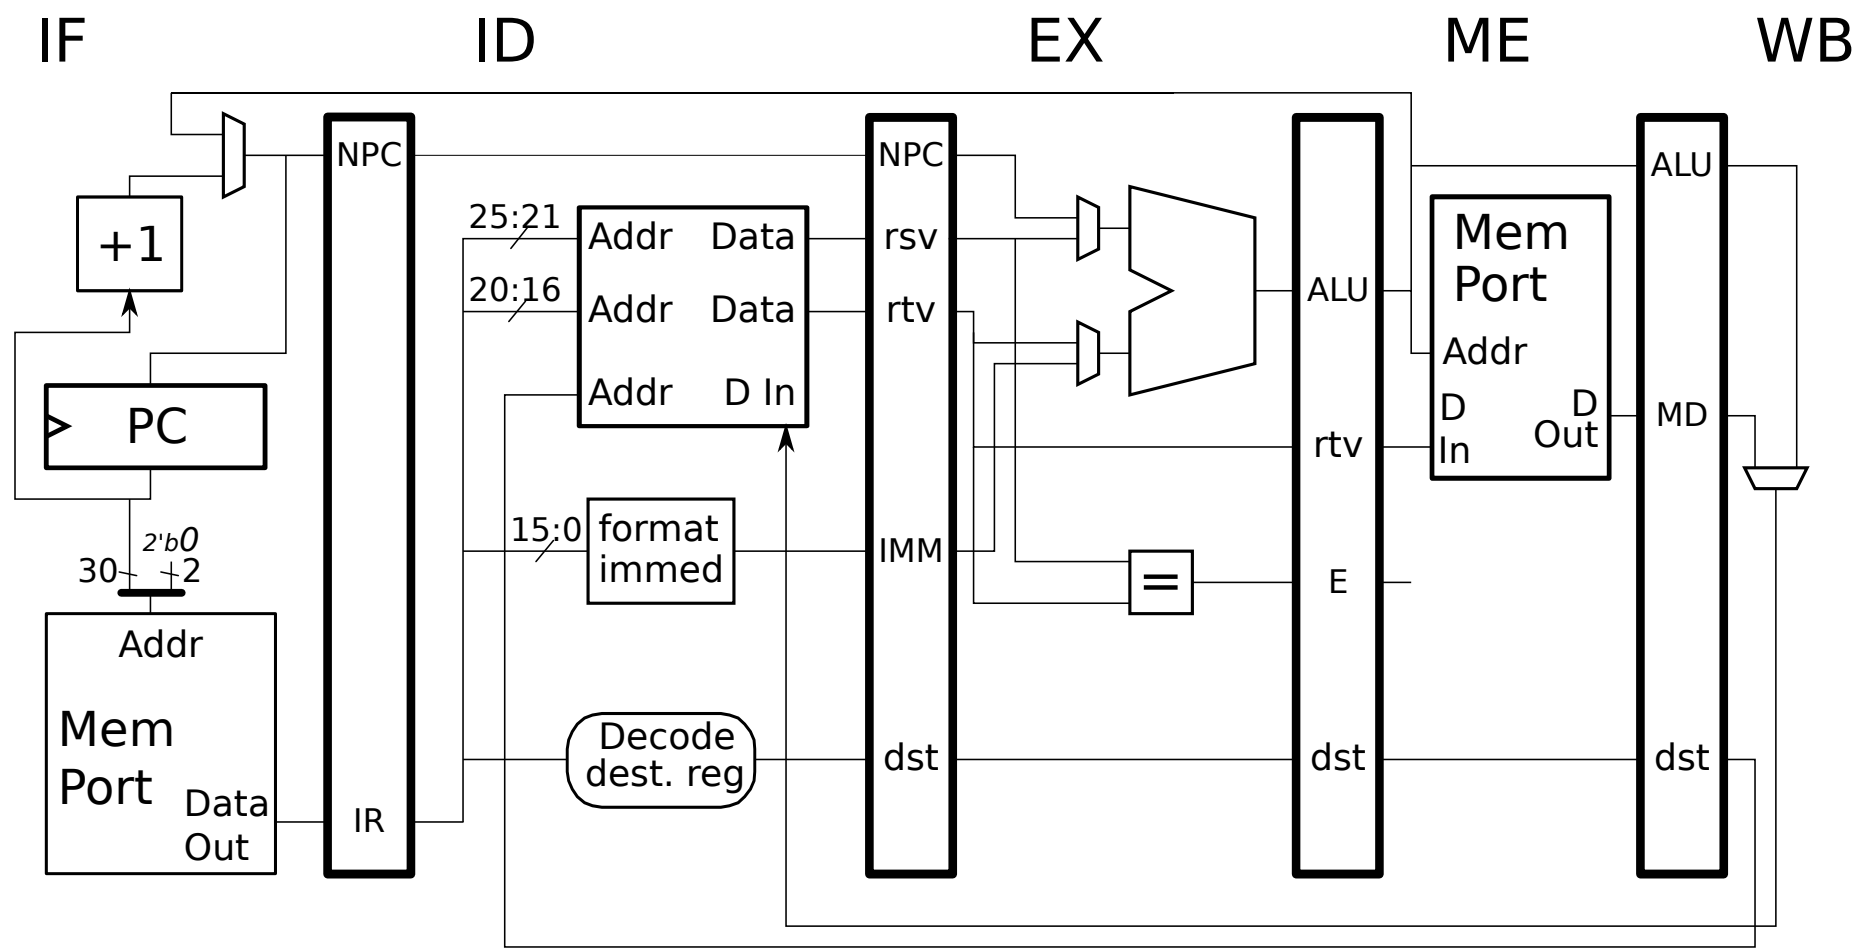 IF
ID
EX
ME
WB
+1
PC
2'b0
30
2
Addr
Mem
Port
Data
Out
NPC
IR
25:21
20:16
Addr
Data
Addr
Data
Addr
D In
15:0
format
immed
Decode
dest. reg
NPC
rsv
rtv
IMM
dst
=
ALU
rtv
E
dst
Mem
Port
Addr
D
In
D
Out
ALU
MD
dst